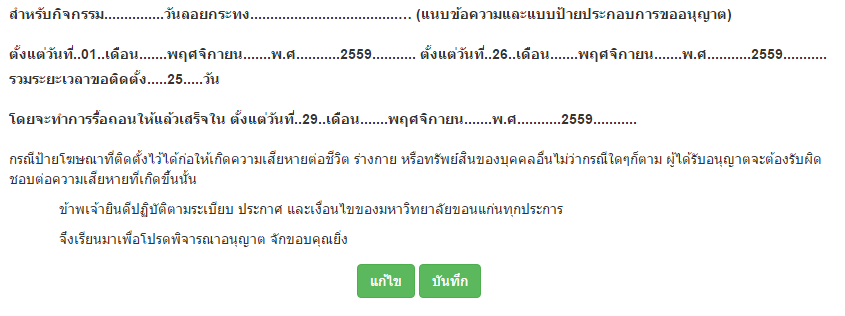 สำหรับกิจกรรม...............วันลอยกระทง......................................... (แนบข้อความและแบบป้ายประกอบการขออนุญาต)
ตั้งแต่วันที่..01..เดือน.......พฤศจิกายน.......พ.ศ...........2559........... ตั้งแต่วันที่..26..เดือน.......พฤศจิกายน.......พ.ศ...........2559...........
รวมระยะเวลาขอติดตั้ง.....25.....วัน
โดยจะทำการรื้อถอนให้แล้วเสร็จใน ตั้งแต่วันที่..29..เดือน.......พฤศจิกายน.......พ.ศ...........2559...........
กรณีป้ายโฆษณาที่ติดตั้งไว้ได้ก่อให้เกิดความเสียหายต่อชีวิต ร่างกาย หรือทรัพย์สินของบุคคลอื่นไม่ว่ากรณีใดๆก็ตาม ผู้ได้รับอนุญาตจะต้องรับผิด
ชอบต่อความเสียหายที่เกิดขึ้นนั้น
ข้าพเจ้ายินดีปฏิบัติตามระเบียบ ประกาศ และเงื่อนไขของมหาวิทยาลัยขอนแก่นทุกประการ
จึงเรียนมาเพื่อโปรดพิจารณาอนุญาต จักขอบคุณยิ่ง
แก้ไข บันทึก